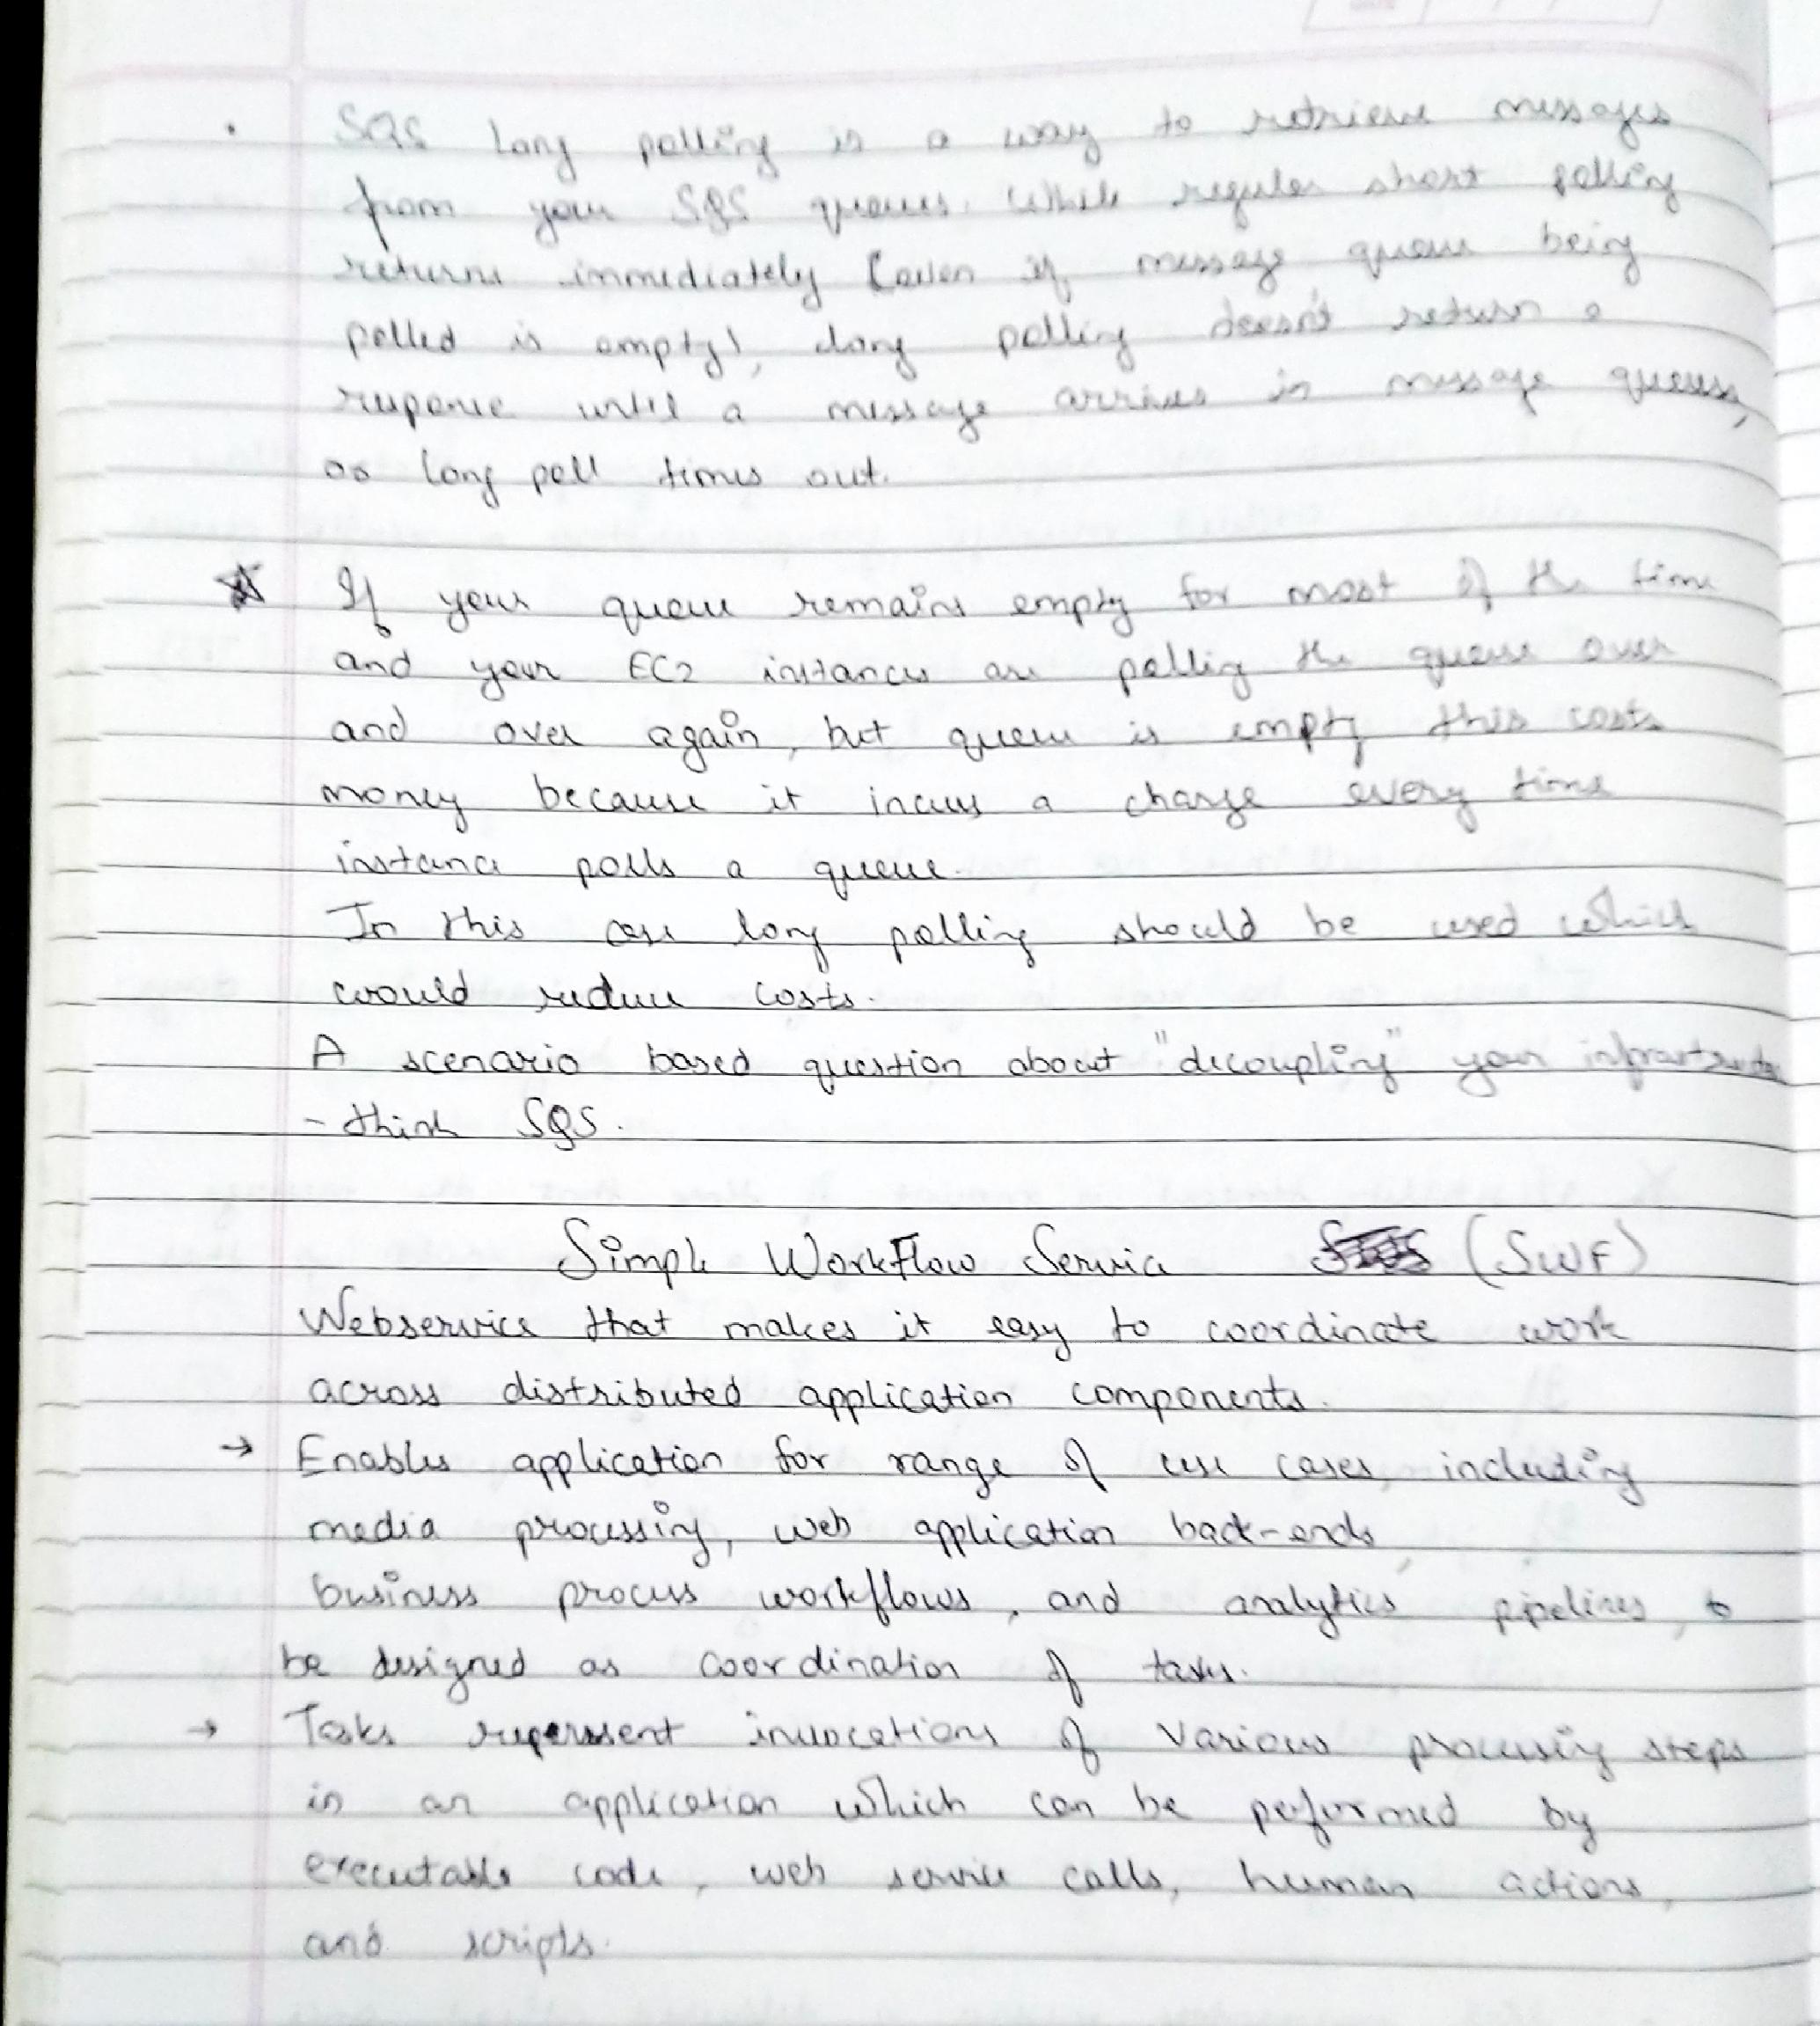 • SQS long polling is a way to retrieve messages
from your SQS queues. While regular short polling
returns immediately (even if message queue being
polled is empty), long polling doesn't return a
response until a message arrives in message queue,
or long poll times out.
☆ If your queue remains empty for most of the time
and your EC2 instances are polling the queue over
and over again, but queue is empty this costs
money because it incurs a charge every time
instance polls a queue.
In this case long polling should be used which
would reduce costs.
A scenario based question about "decoupling" your
- think SQS.
Simple WorkFlow Service (SWF)
Webservice that makes it easy to coordinate work
across distributed application components.
→ Enables application for range of use cases, including
media processing, web application back-ends,
business process workflows, and analytics pipelines, to
be designed as coordination of tasks.
→ Tasks reperesent invocations of various processing steps
in an application which can be performed by
executable code, web service calls, human actions,
and scripts.